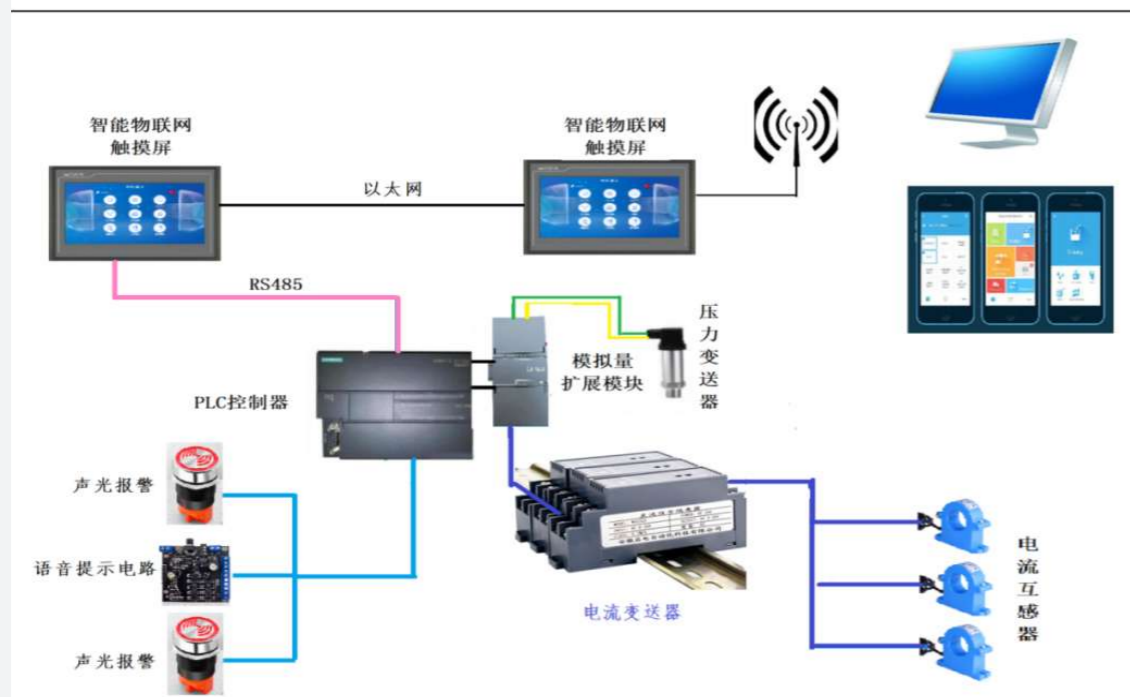 智能物联网
触摸屏
智能物联网
触摸屏
以太网
RS485
压力变送器
模拟量
扩展模块
PLC控制器
声光报警
语音提示电路
声光报警
电流变送器
电流互感器